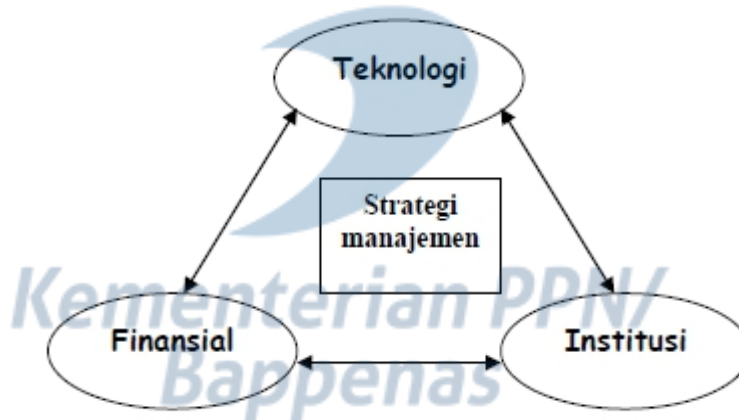 Teknologi
Strategi
manajemen
Kementerian PPN/
Finansial
Institusi
Bappenas